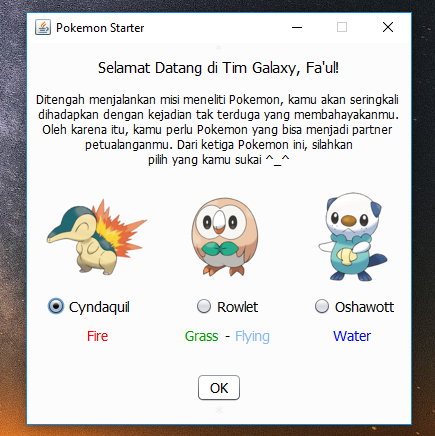 Pokemon Starter
Selamat Datang di Tim Galaxy, Fa'ul!
Ditengah menjalankan misi meneliti Pokemon, kamu akan seringkali
dihadapkan dengan kejadian tak terduga yang membahayakanmu.
Oleh karena itu, kamu perlu Pokemon yang bisa menjadi partner
petualanganmu. Dari ketiga Pokemon ini, silahkan
pilih yang kamu sukai ^_^
Cyndaquil Rowlet Oshawott
Fire Grass - Flying Water
OK